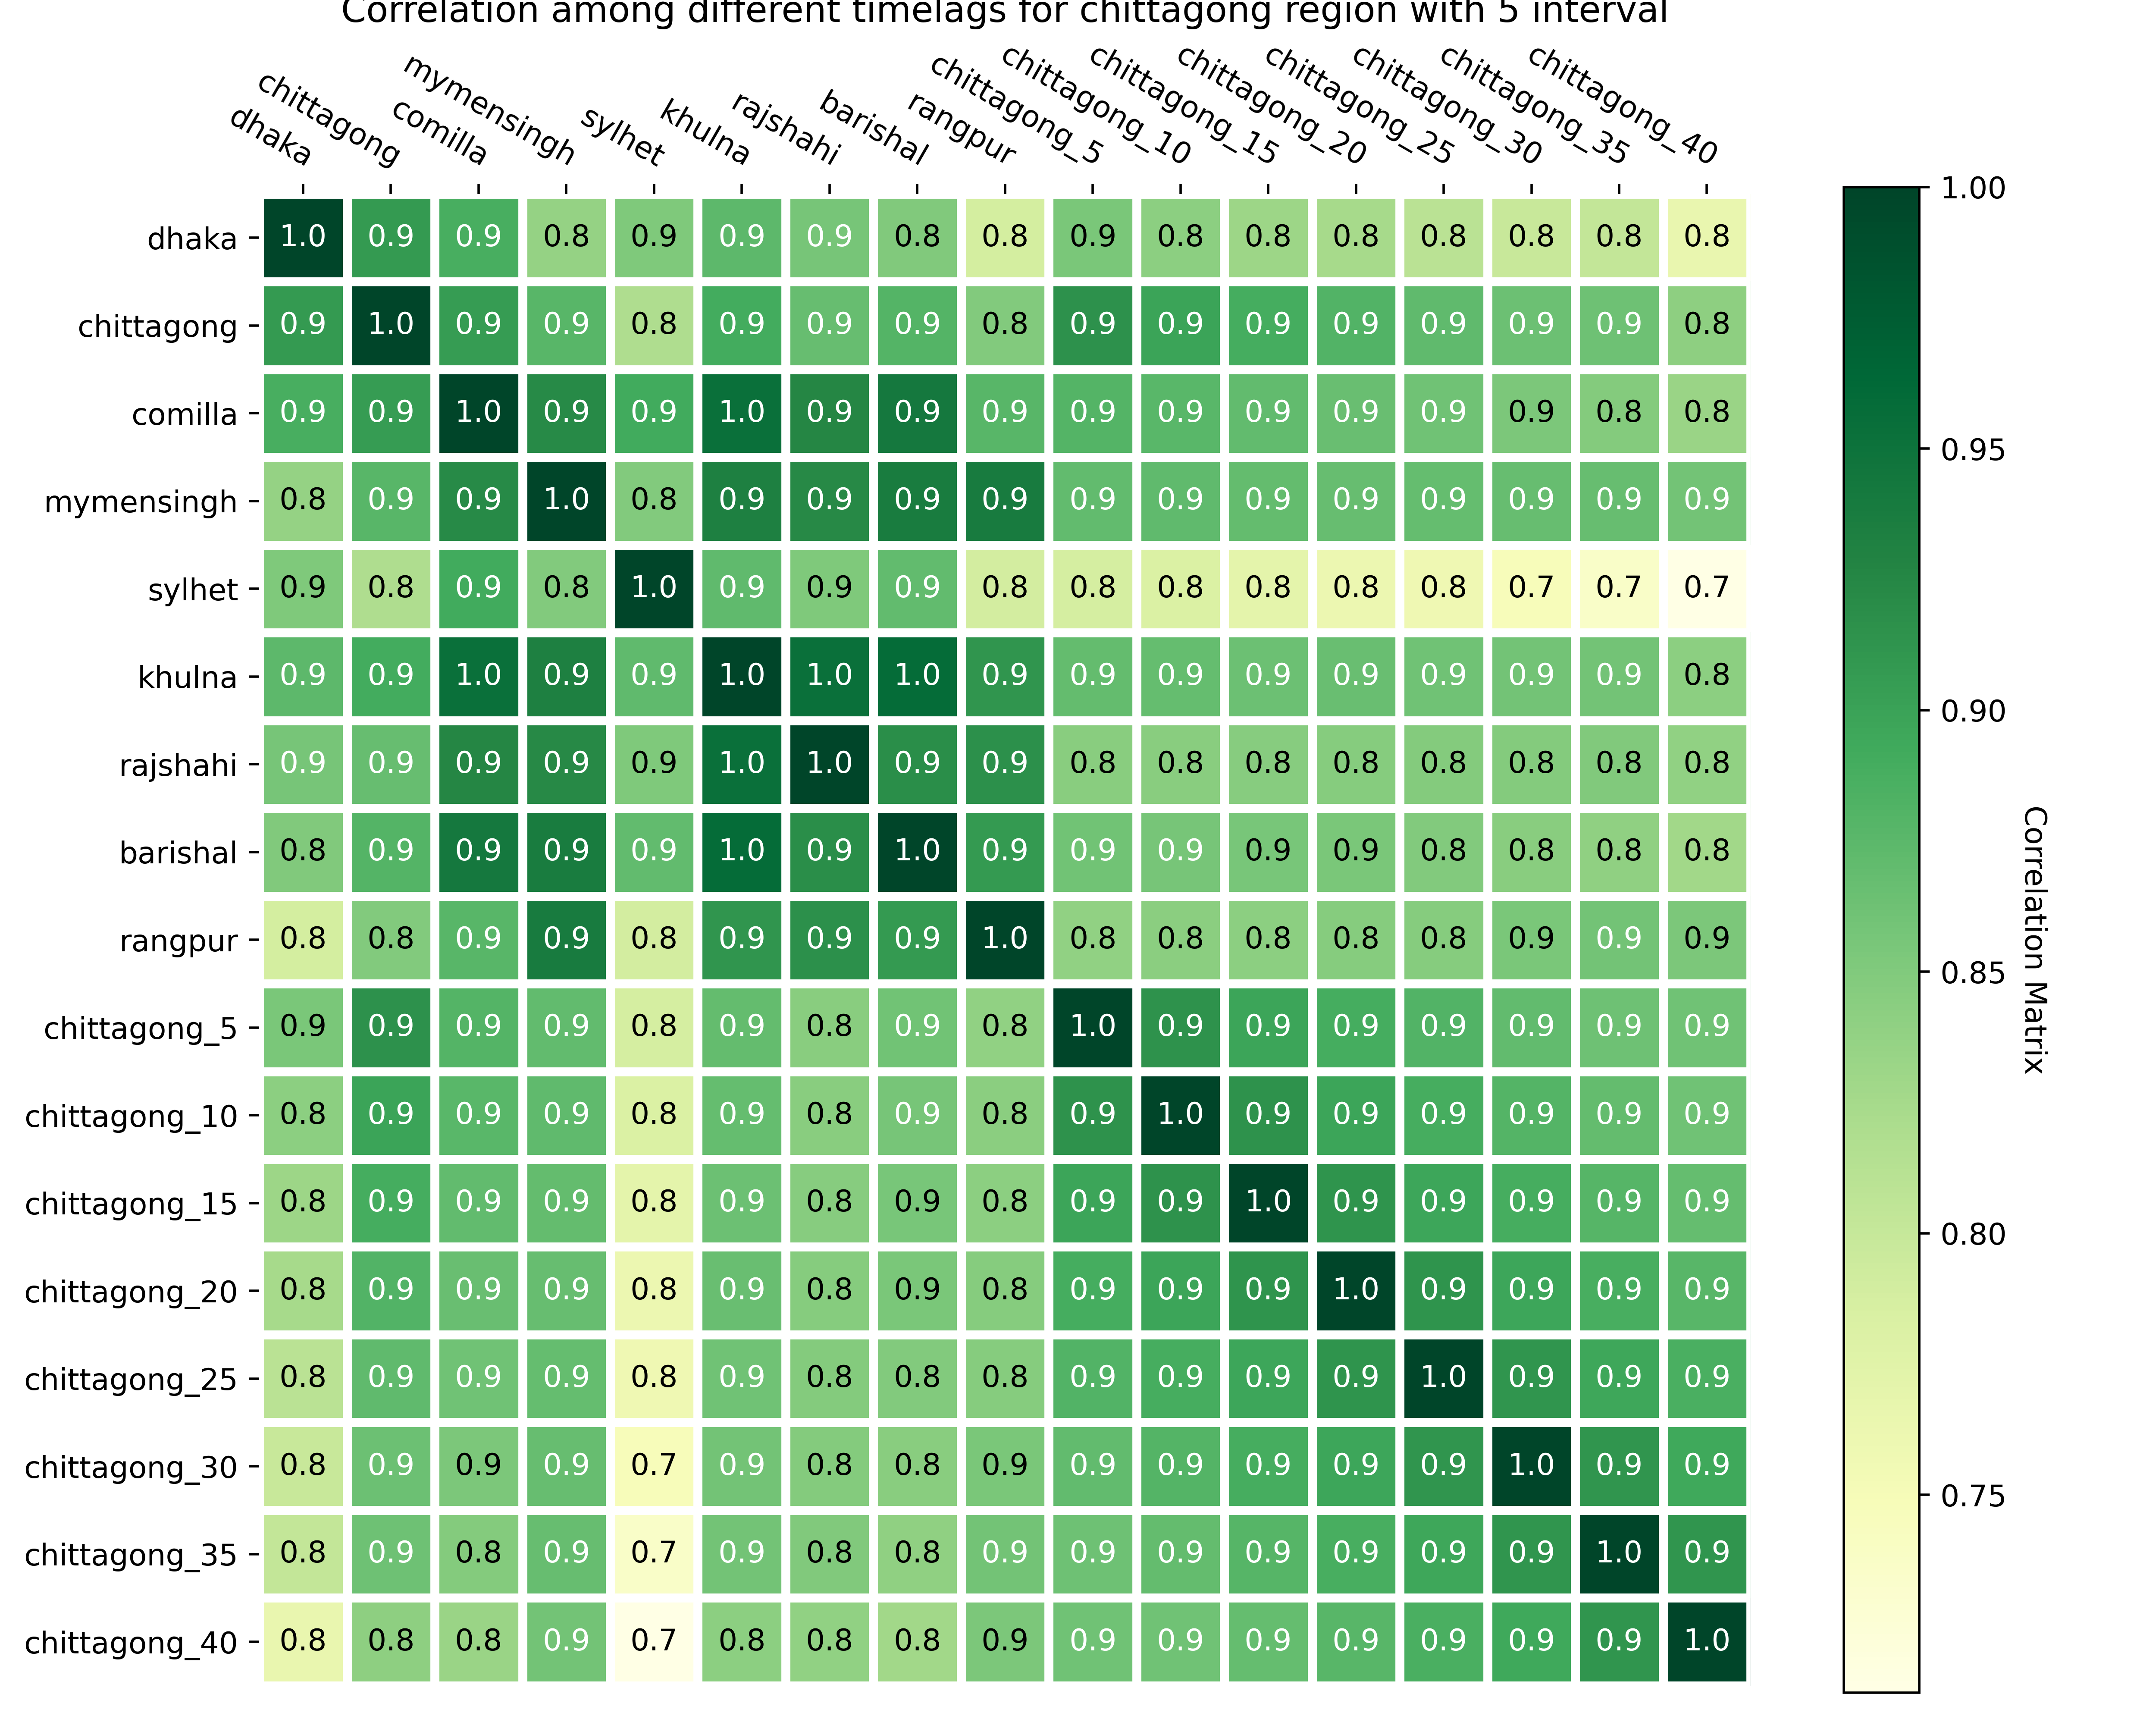 Correlation among different timelags for chittagong region with 5 interval
dhaka chittagong comilla mymensingh sylhet khulna rajshahi barishal rangpur chittagong_5 chittagong_10 chittagong_15 chittagong_20 chittagong_25 chittagong_30 chittagong_35 chittagong_40
dhaka 1.0 0.9 0.9 0.8 0.9 0.9 0.9 0.8 0.8 0.9 0.8 0.8 0.8 0.8 0.8 0.8 0.8
chittagong 0.9 1.0 0.9 0.9 0.8 0.9 0.9 0.9 0.8 0.9 0.9 0.9 0.9 0.9 0.9 0.9 0.8
comilla 0.9 0.9 1.0 0.9 0.9 1.0 0.9 0.9 0.9 0.9 0.9 0.9 0.9 0.9 0.9 0.8 0.8
mymensingh 0.8 0.9 0.9 1.0 0.8 0.9 0.9 0.9 0.9 0.9 0.9 0.9 0.9 0.9 0.9 0.9 0.9
sylhet 0.9 0.8 0.9 0.8 1.0 0.9 0.9 0.9 0.8 0.8 0.8 0.8 0.8 0.8 0.7 0.7 0.7
khulna 0.9 0.9 1.0 0.9 0.9 1.0 1.0 1.0 0.9 0.9 0.9 0.9 0.9 0.9 0.9 0.9 0.8
rajshahi 0.9 0.9 0.9 0.9 0.9 1.0 1.0 0.9 0.9 0.8 0.8 0.8 0.8 0.8 0.8 0.8 0.8
barishal 0.8 0.9 0.9 0.9 0.9 1.0 0.9 1.0 0.9 0.9 0.9 0.9 0.9 0.8 0.8 0.8 0.8
rangpur 0.8 0.8 0.9 0.9 0.8 0.9 0.9 0.9 1.0 0.8 0.8 0.8 0.8 0.8 0.9 0.9 0.9
chittagong_5 0.9 0.9 0.9 0.9 0.8 0.9 0.8 0.9 0.8 1.0 0.9 0.9 0.9 0.9 0.9 0.9 0.9
chittagong_10 0.8 0.9 0.9 0.9 0.8 0.9 0.8 0.9 0.8 0.9 1.0 0.9 0.9 0.9 0.9 0.9 0.9
chittagong_15 0.8 0.9 0.9 0.9 0.8 0.9 0.8 0.9 0.8 0.9 0.9 1.0 0.9 0.9 0.9 0.9 0.9
chittagong_20 0.8 0.9 0.9 0.9 0.8 0.9 0.8 0.9 0.8 0.9 0.9 0.9 1.0 0.9 0.9 0.9 0.9
chittagong_25 0.8 0.9 0.9 0.9 0.8 0.9 0.8 0.8 0.8 0.9 0.9 0.9 0.9 1.0 0.9 0.9 0.9
chittagong_30 0.8 0.9 0.9 0.9 0.7 0.9 0.8 0.8 0.9 0.9 0.9 0.9 0.9 0.9 1.0 0.9 0.9
chittagong_35 0.8 0.9 0.8 0.9 0.7 0.9 0.8 0.8 0.9 0.9 0.9 0.9 0.9 0.9 0.9 1.0 0.9
chittagong_40 0.8 0.8 0.8 0.9 0.7 0.8 0.8 0.8 0.9 0.9 0.9 0.9 0.9 0.9 0.9 0.9 1.0
1.00
0.95
0.90
0.85
0.80
0.75
Correlation Matrix